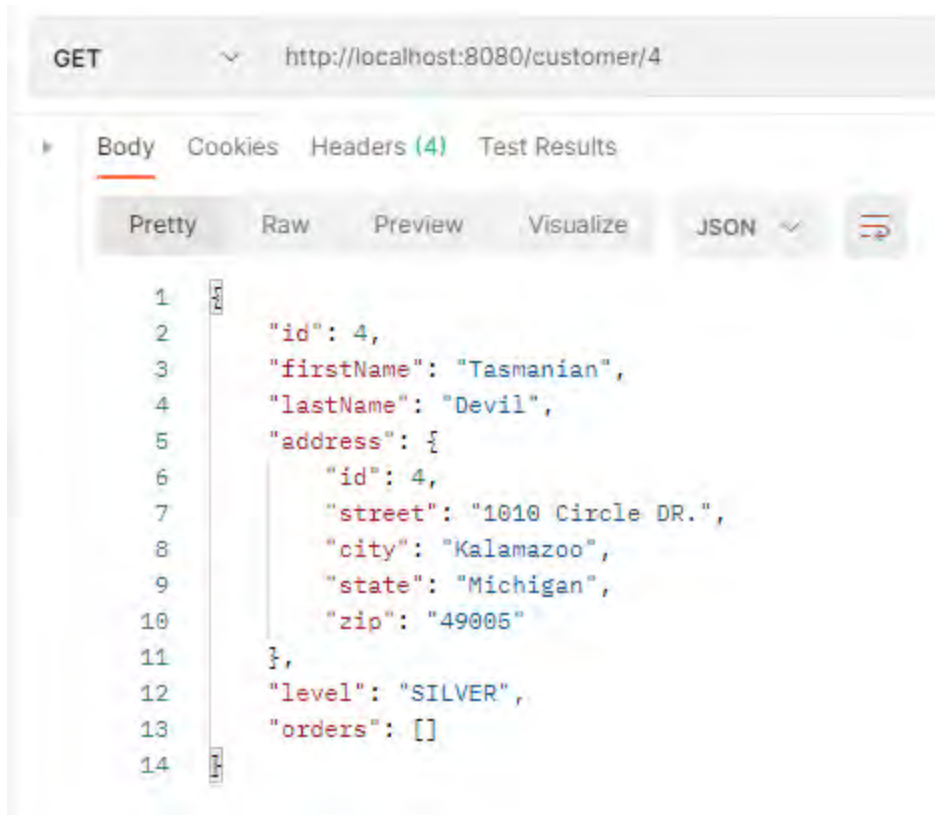 GET http://localhost:8080/customer/4
Body Cookies Headers (4) Test Results
Pretty Raw Preview Visualize JSON
1 {
2 "id": 4,
3 "firstName": "Tasmanian",
4 "lastName": "Devil",
5 "address": {
6 "id": 4,
7 "street": "1010 Circle DR.",
8 "city": "Kalamazoo",
9 "state": "Michigan",
10 "zip": "49005"
11 },
12 "level": "SILVER",
13 "orders": []
14 }